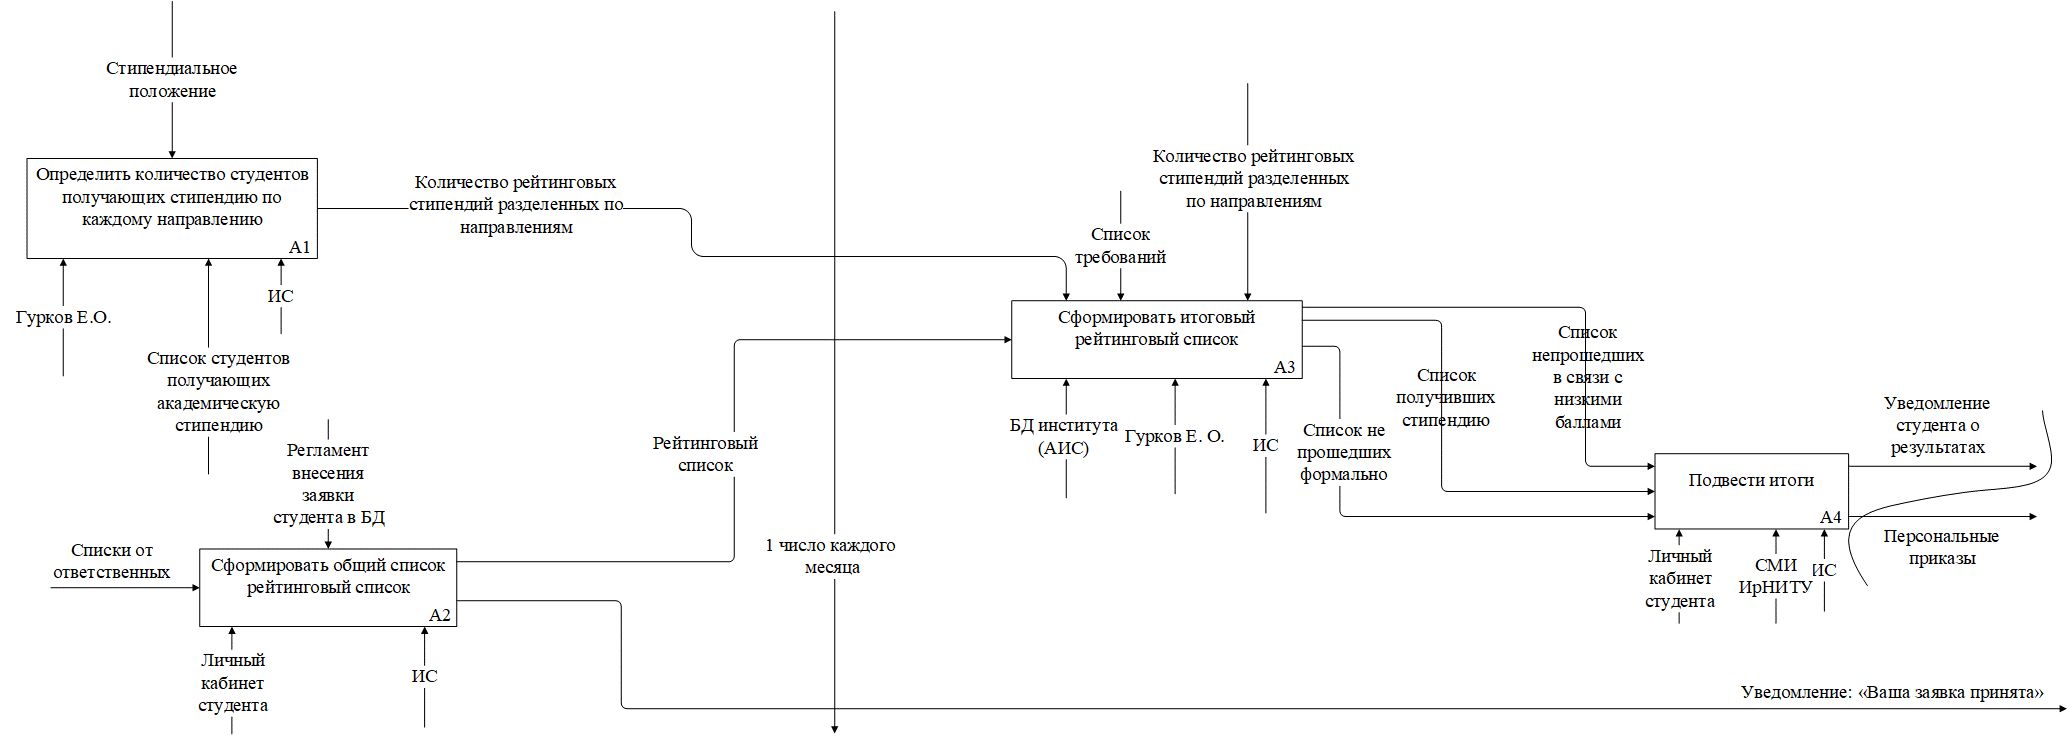 Стипендиальное
положение
Определить количество студентов
получающих стипендию по
каждому направлению
А1
Гурков Е.О.
ИС
Список студентов
получающих
академическую
стипендию
Количество рейтинговых
стипендий разделенных по
направлениям
Регламент
внесения
заявки
студента в БД
Списки от
ответственных
Сформировать общий список
рейтинговый список
А2
Личный
кабинет
студента
ИС
Рейтинговый
список
1 число каждого
месяца
Список
требований
Количество рейтинговых
стипендий разделенных
по направлениям
Сформировать итоговый
рейтинговый список
А3
БД института
(АИС)
Гурков Е. О.
ИС
Список не
прошедших
формально
Список
получивших
стипендию
Список
непрошедших
в связи с
низкими
баллами
Подвести итоги
А4
Личный
кабинет
студента
СМИ
ИрНИТУ
ИС
Уведомление
студента о
результатах
Персональные
приказы
Уведомление: «Ваша заявка принята»